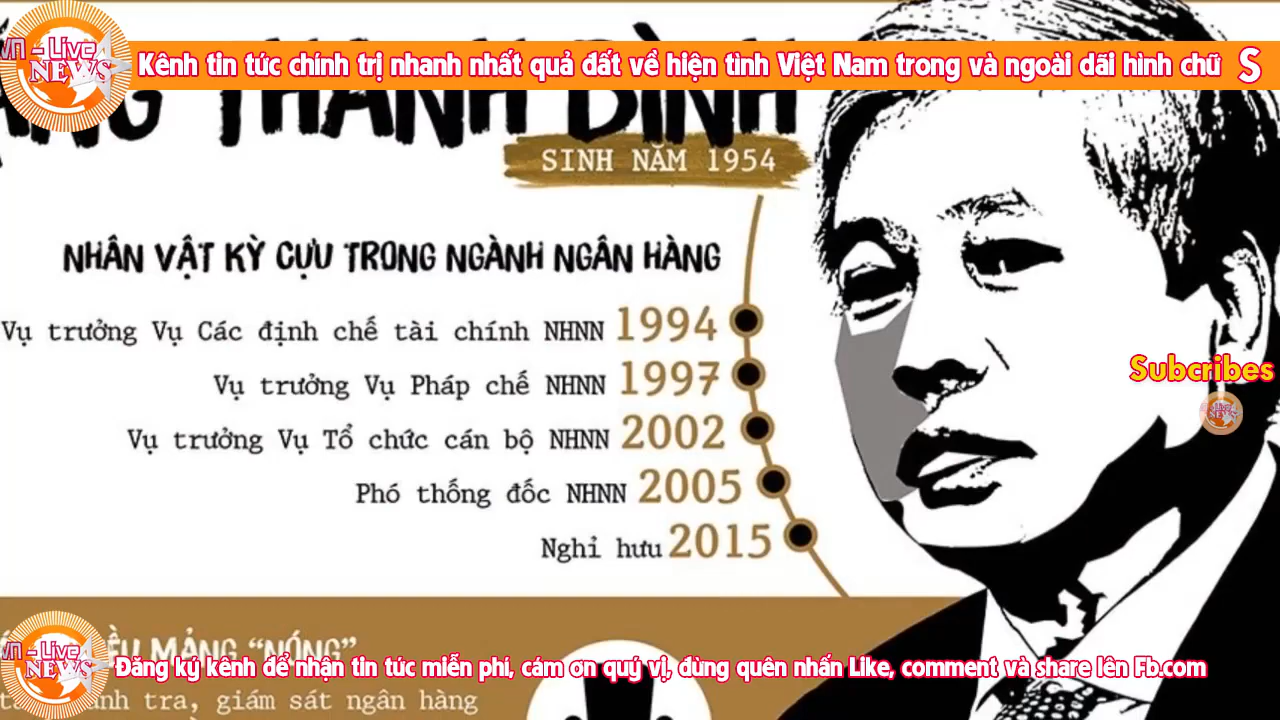 VN - Live
NEWS
Kênh tin tức chính trị nhanh nhất quả đất về hiện tình Việt Nam trong và ngoài dãi hình chữ S
THANH BÌNH
SINH NĂM 1954
NHÂN VẬT KỲ CỰU TRONG NGÀNH NGÂN HÀNG
Vụ trưởng Vụ Các định chế tài chính NHNN 1994
Vụ trưởng Vụ Pháp chế NHNN 1997
Subcribes
Vụ trưởng Vụ Tổ chức cán bộ NHNN 2002
Phó thống đốc NHNN 2005
Nghỉ hưu 2015
MẢNG “NÓNG”
VN - Live
NEWS
Đăng ký kênh để nhận tin tức miễn phí, cám ơn quý vị, đừng quên nhấn Like, comment và share lên Fb.com
tra, giám sát ngân hàng